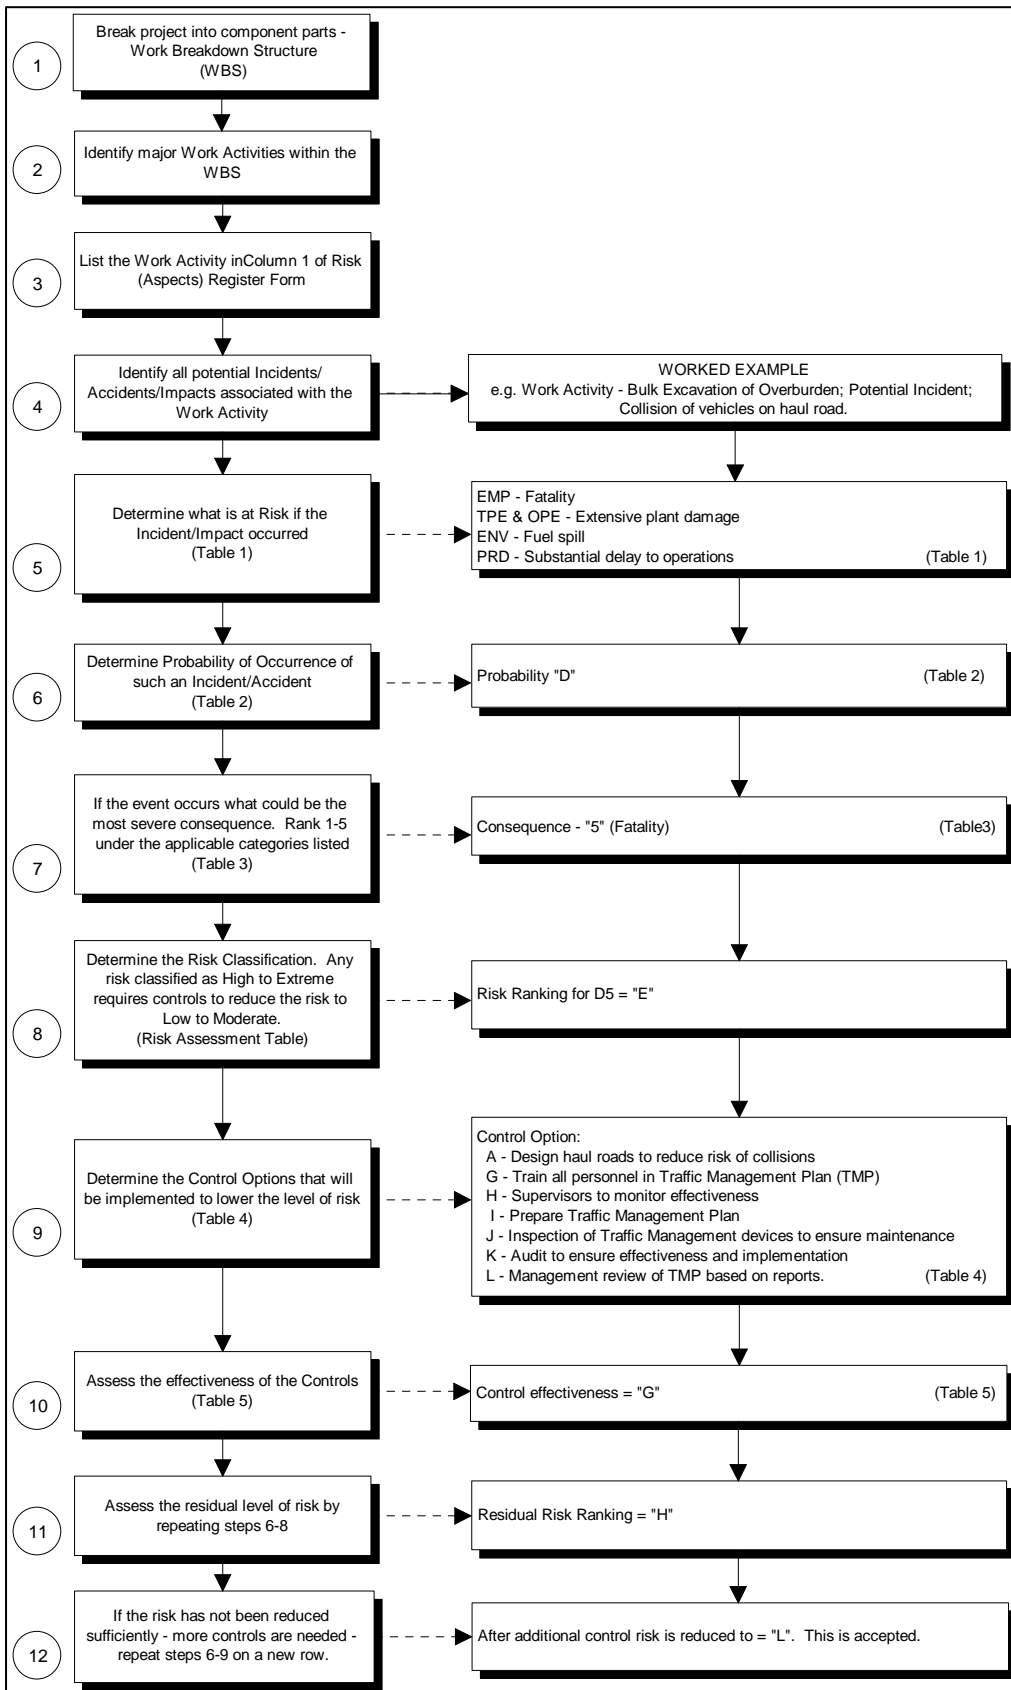 1
Break project into component parts -
Work Breakdown Structure
(WBS)
2
Identify major Work Activities within the
WBS
3
List the Work Activity inColumn 1 of Risk
(Aspects) Register Form
4
Identify all potential Incidents/
Accidents/Impacts associated with the
Work Activity
WORKED EXAMPLE
e.g. Work Activity - Bulk Excavation of Overburden; Potential Incident;
Collision of vehicles on haul road.
5
Determine what is at Risk if the
Incident/Impact occurred
(Table 1)
EMP - Fatality
TPE & OPE - Extensive plant damage
ENV - Fuel spill
PRD - Substantial delay to operations (Table 1)
6
Determine Probability of Occurrence of
such an Incident/Accident
(Table 2)
Probability "D" (Table 2)
7
If the event occurs what could be the
most severe consequence. Rank 1-5
under the applicable categories listed
(Table 3)
Consequence - "5" (Fatality) (Table3)
8
Determine the Risk Classification. Any
risk classified as High to Extreme
requires controls to reduce the risk to
Low to Moderate.
(Risk Assessment Table)
Risk Ranking for D5 = "E"
9
Determine the Control Options that will
be implemented to lower the level of risk
(Table 4)
Control Option:
A - Design haul roads to reduce risk of collisions
G - Train all personnel in Traffic Management Plan (TMP)
H - Supervisors to monitor effectiveness
I - Prepare Traffic Management Plan
J - Inspection of Traffic Management devices to ensure maintenance
K - Audit to ensure effectiveness and implementation
L - Management review of TMP based on reports. (Table 4)
10
Assess the effectiveness of the Controls
(Table 5)
Control effectiveness = "G" (Table 5)
11
Assess the residual level of risk by
repeating steps 6-8
Residual Risk Ranking = "H"
12
If the risk has not been reduced
sufficiently - more controls are needed -
repeat steps 6-9 on a new row.
After additional control risk is reduced to = "L". This is accepted.